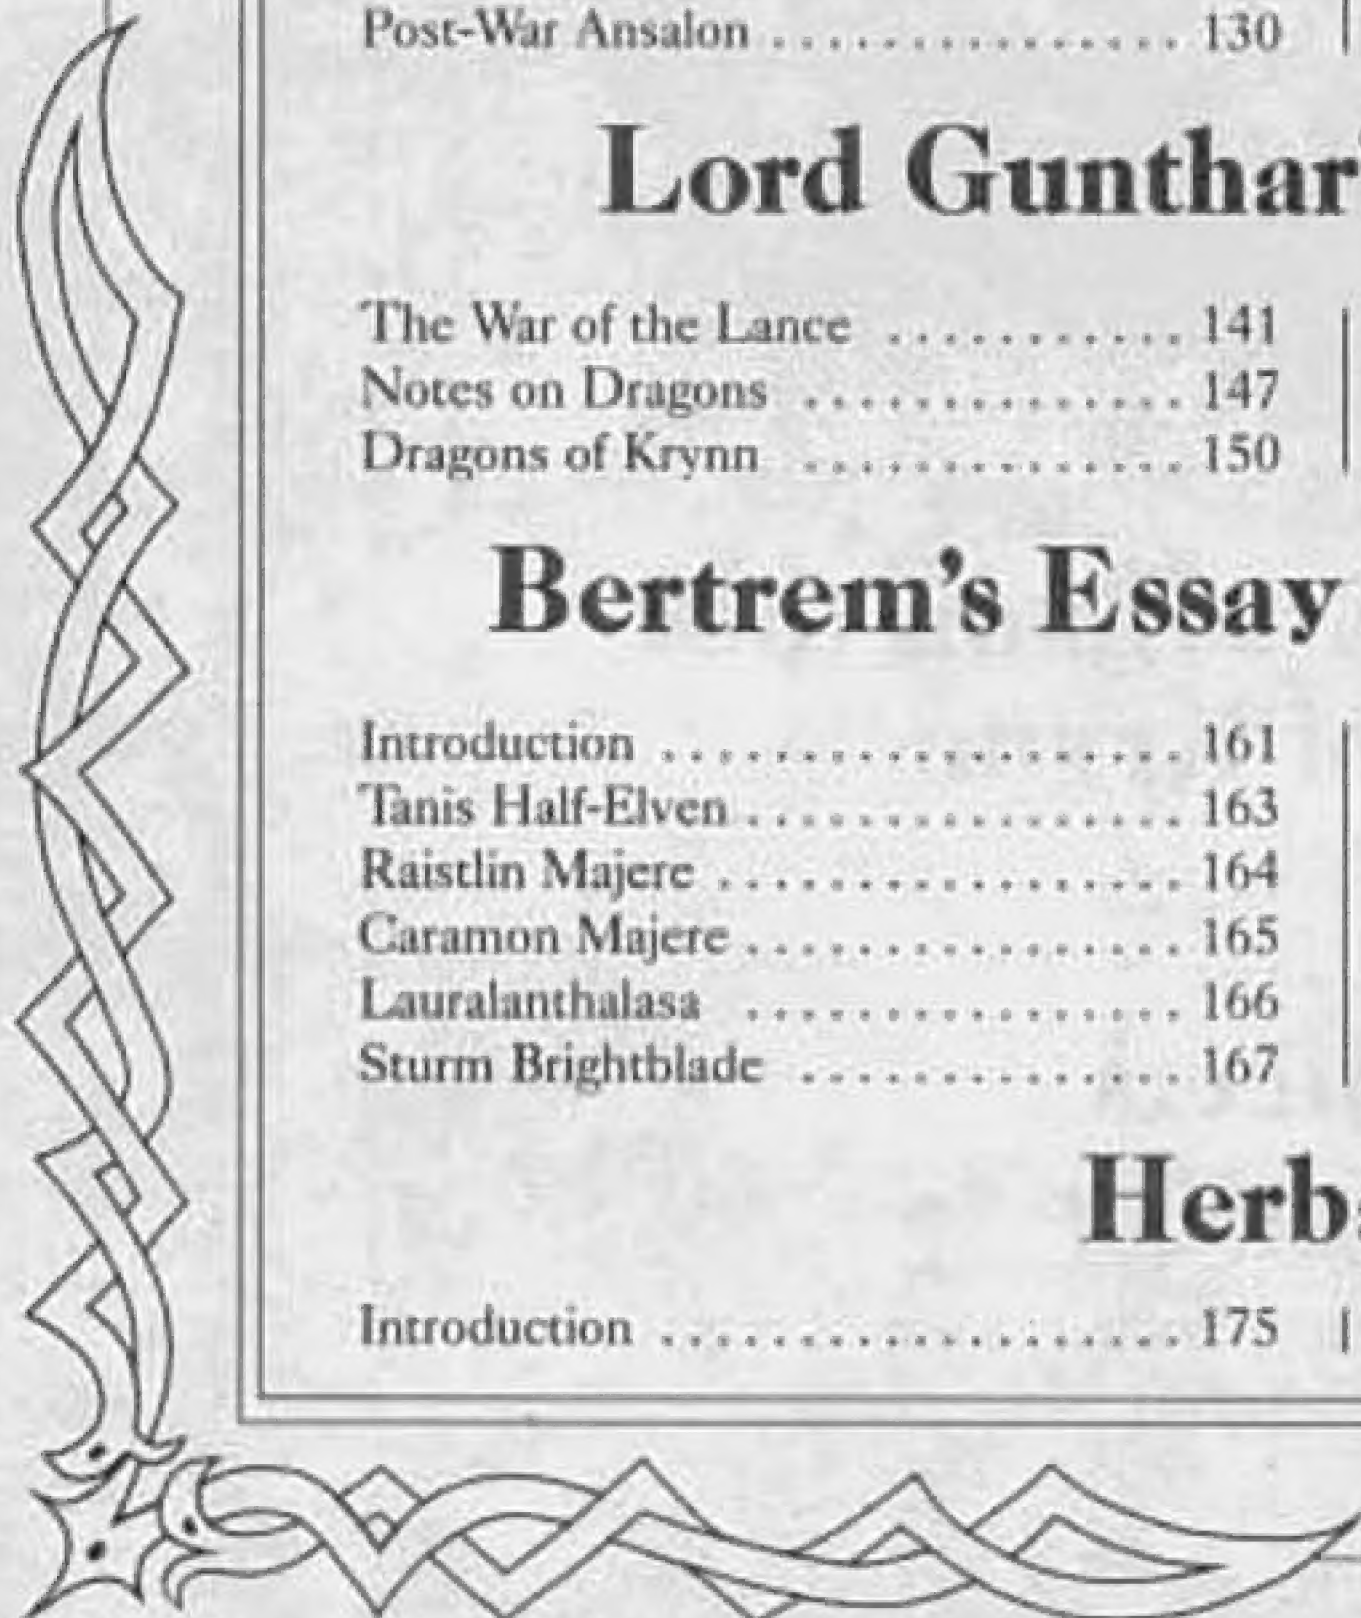 Post-War Ansalon ............... 130
Lord Gunthar'
The War of the Lance ........... 141
Notes on Dragons .............. 147
Dragons of Krynn .............. 150
Bertrem's Essay
Introduction ................... 161
Tanis Half-Elven ................ 163
Raistlin Majere ................. 164
Caramon Majere ................ 165
Lauralanthalasa ................ 166
Sturm Brightblade .............. 167
Herb
Introduction ................... 175